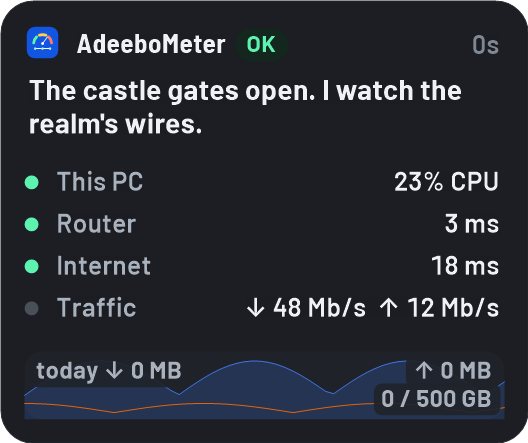 AdeeboMeter OK 0s
The castle gates open. I watch the
realm's wires.
This PC 23% CPU
Router 3 ms
Internet 18 ms
Traffic ↓ 48 Mb/s ↑ 12 Mb/s
today ↓ 0 MB ↑ 0 MB
0 / 500 GB